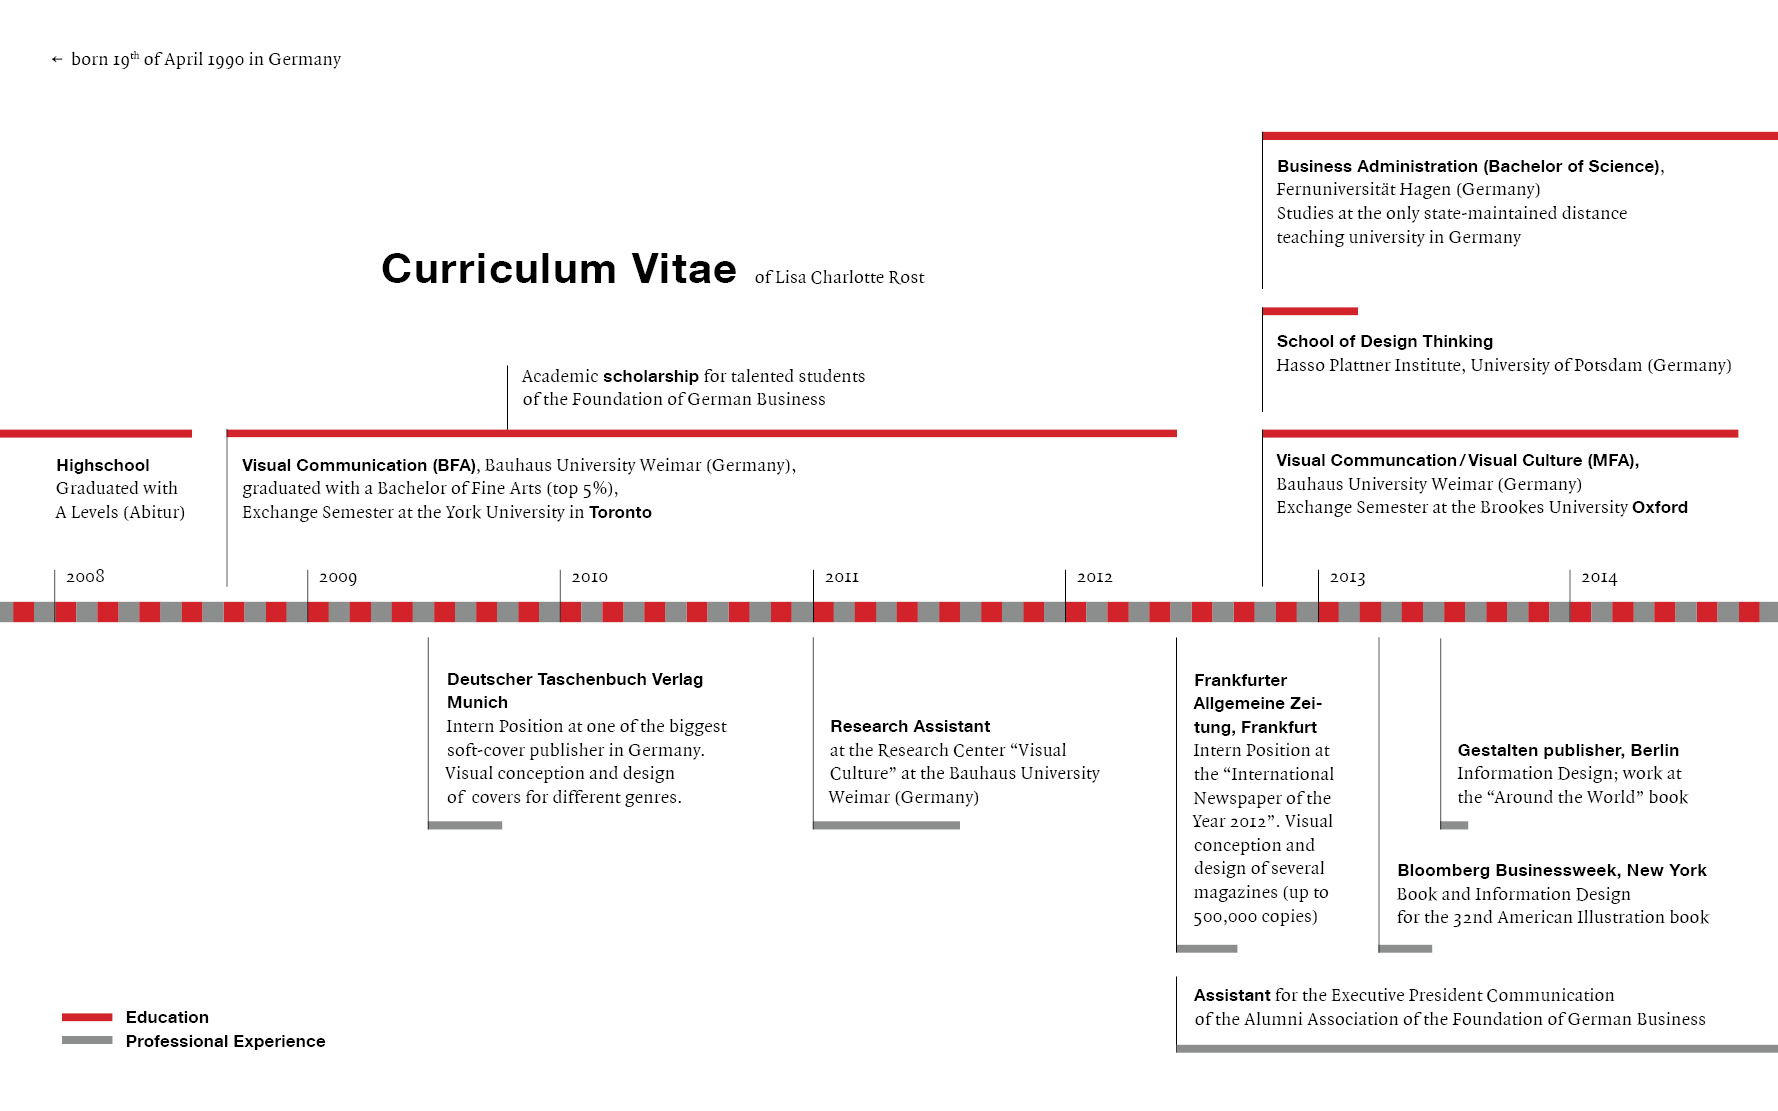 ← born 19th of April 1990 in Germany
Business Administration (Bachelor of Science),
Fernuniversität Hagen (Germany)
Studies at the only state-maintained distance
teaching university in Germany
Curriculum Vitae of Lisa Charlotte Rost
School of Design Thinking
Hasso Plattner Institute, University of Potsdam (Germany)
Academic scholarship for talented students
of the Foundation of German Business
Highschool
Graduated with
A Levels (Abitur)
Visual Communication (BFA), Bauhaus University Weimar (Germany),
graduated with a Bachelor of Fine Arts (top 5%),
Exchange Semester at the York University in Toronto
Visual Communcation / Visual Culture (MFA),
Bauhaus University Weimar (Germany)
Exchange Semester at the Brookes University Oxford
2008
2009
2010
2011
2012
2013
2014
Deutscher Taschenbuch Verlag
Munich
Intern Position at one of the biggest
soft-cover publisher in Germany.
Visual conception and design
of covers for different genres.
Research Assistant
at the Research Center “Visual
Culture” at the Bauhaus University
Weimar (Germany)
Frankfurter
Allgemeine Zei-
tung, Frankfurt
Intern Position at
the “International
Newspaper of the
Year 2012”. Visual
conception and
design of several
magazines (up to
500,000 copies)
Gestalten publisher, Berlin
Information Design; work at
the “Around the World” book
Bloomberg Businessweek, New York
Book and Information Design
for the 32nd American Illustration book
Assistant for the Executive President Communication
of the Alumni Association of the Foundation of German Business
Education
Professional Experience